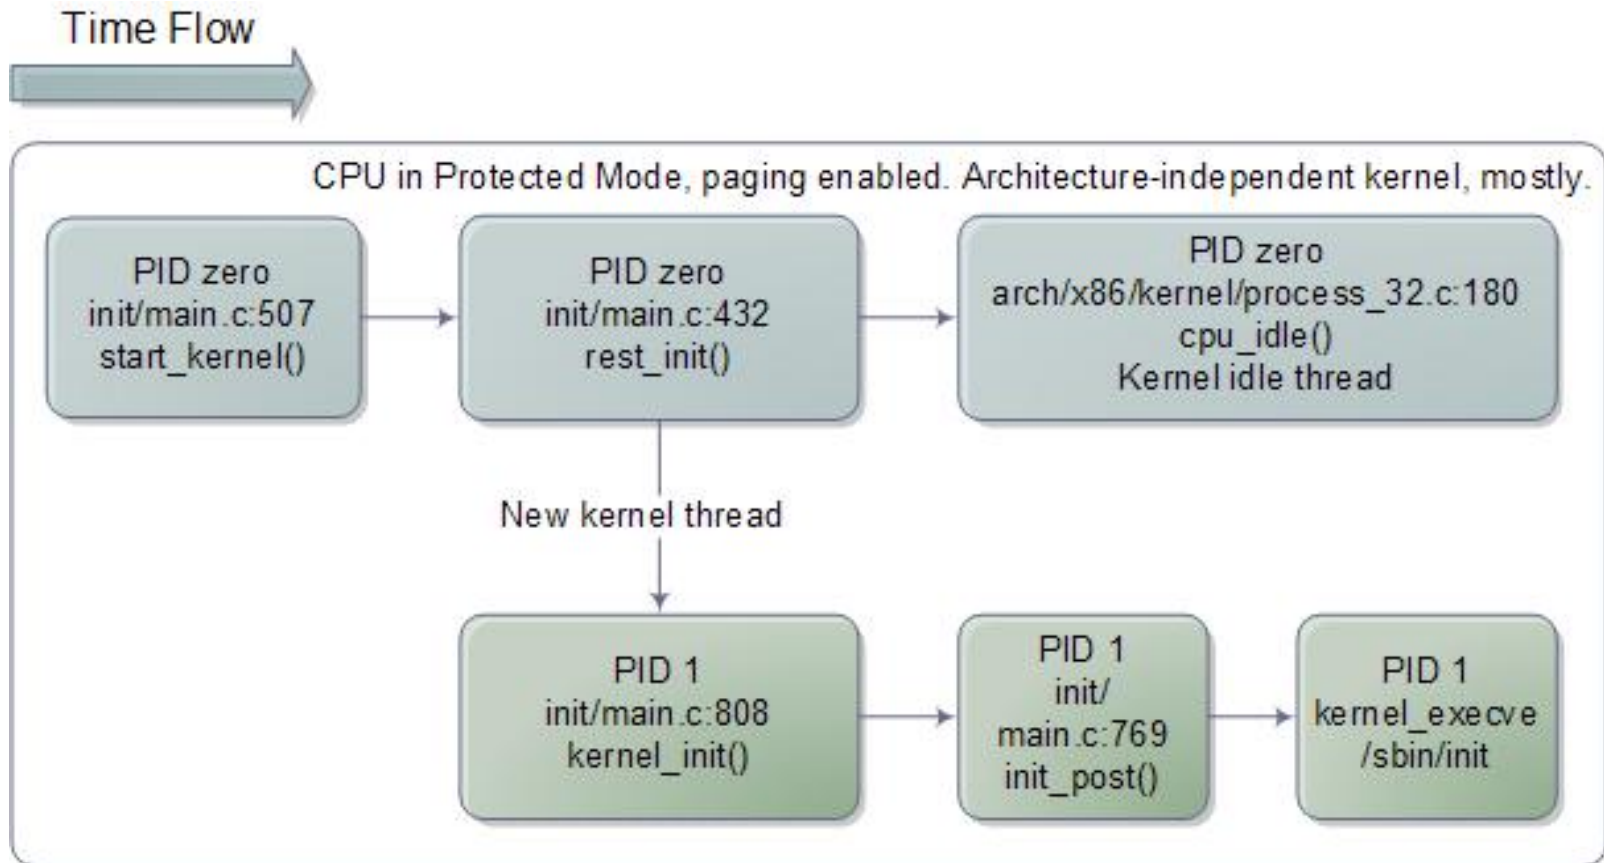 Time Flow
CPU in Protected Mode, paging enabled. Architecture-independent kernel, mostly.
PID zero
init/main.c:507
start_kernel()
PID zero
init/main.c:432
rest_init()
PID zero
arch/x86/kernel/process_32.c:180
cpu_idle()
Kernel idle thread
New kernel thread
PID 1
init/main.c:808
kernel_init()
PID 1
init/
main.c:769
init_post()
PID 1
kernel_execve
/sbin/init